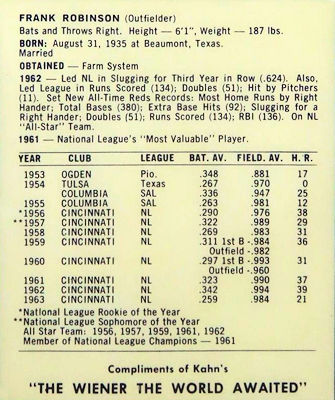 FRANK ROBINSON (Outfielder)
Bats and Throws Right. Height — 6'1", Weight — 187 lbs.
BORN: August 31, 1935 at Beaumont, Texas.
Married
OBTAINED — Farm System
1962 — Led NL in Slugging for Third Year in Row (.624). Also,
Led League in Runs Scored (134); Doubles (51); Hit by Pitchers
(11). Set New All-Time Reds Records: Most Home Runs by Right
Hander; Total Bases (380); Extra Base Hits (92); Slugging for a
Right Hander; Doubles (51); Runs Scored (134); RBI (136). On NL
"All-Star" Team.
1961 — National League's "Most Valuable" Player.
YEAR CLUB LEAGUE BAT. AV. FIELD. AV. H. R.
1953 OGDEN Pio. .348 .881 17
1954 TULSA Texas .267 .970 0
COLUMBIA SAL .336 .947 25
1955 COLUMBIA SAL .263 .981 12
*1956 CINCINNATI NL .290 .976 38
**1957 CINCINNATI NL .322 .989 29
1958 CINCINNATI NL .269 .983 31
1959 CINCINNATI NL .311 1st B -.984 36
Outfield -.982
1960 CINCINNATI NL .297 1st B -.993 31
Outfield -.960
1961 CINCINNATI NL .323 .990 37
1962 CINCINNATI NL .342 .994 39
1963 CINCINNATI NL .259 .984 21
*National League Rookie of the Year
**National League Sophomore of the Year
All Star Team: 1956, 1957, 1959, 1961, 1962
Member of National League Champions — 1961
Compliments of Kahn's
"THE WIENER THE WORLD AWAITED"